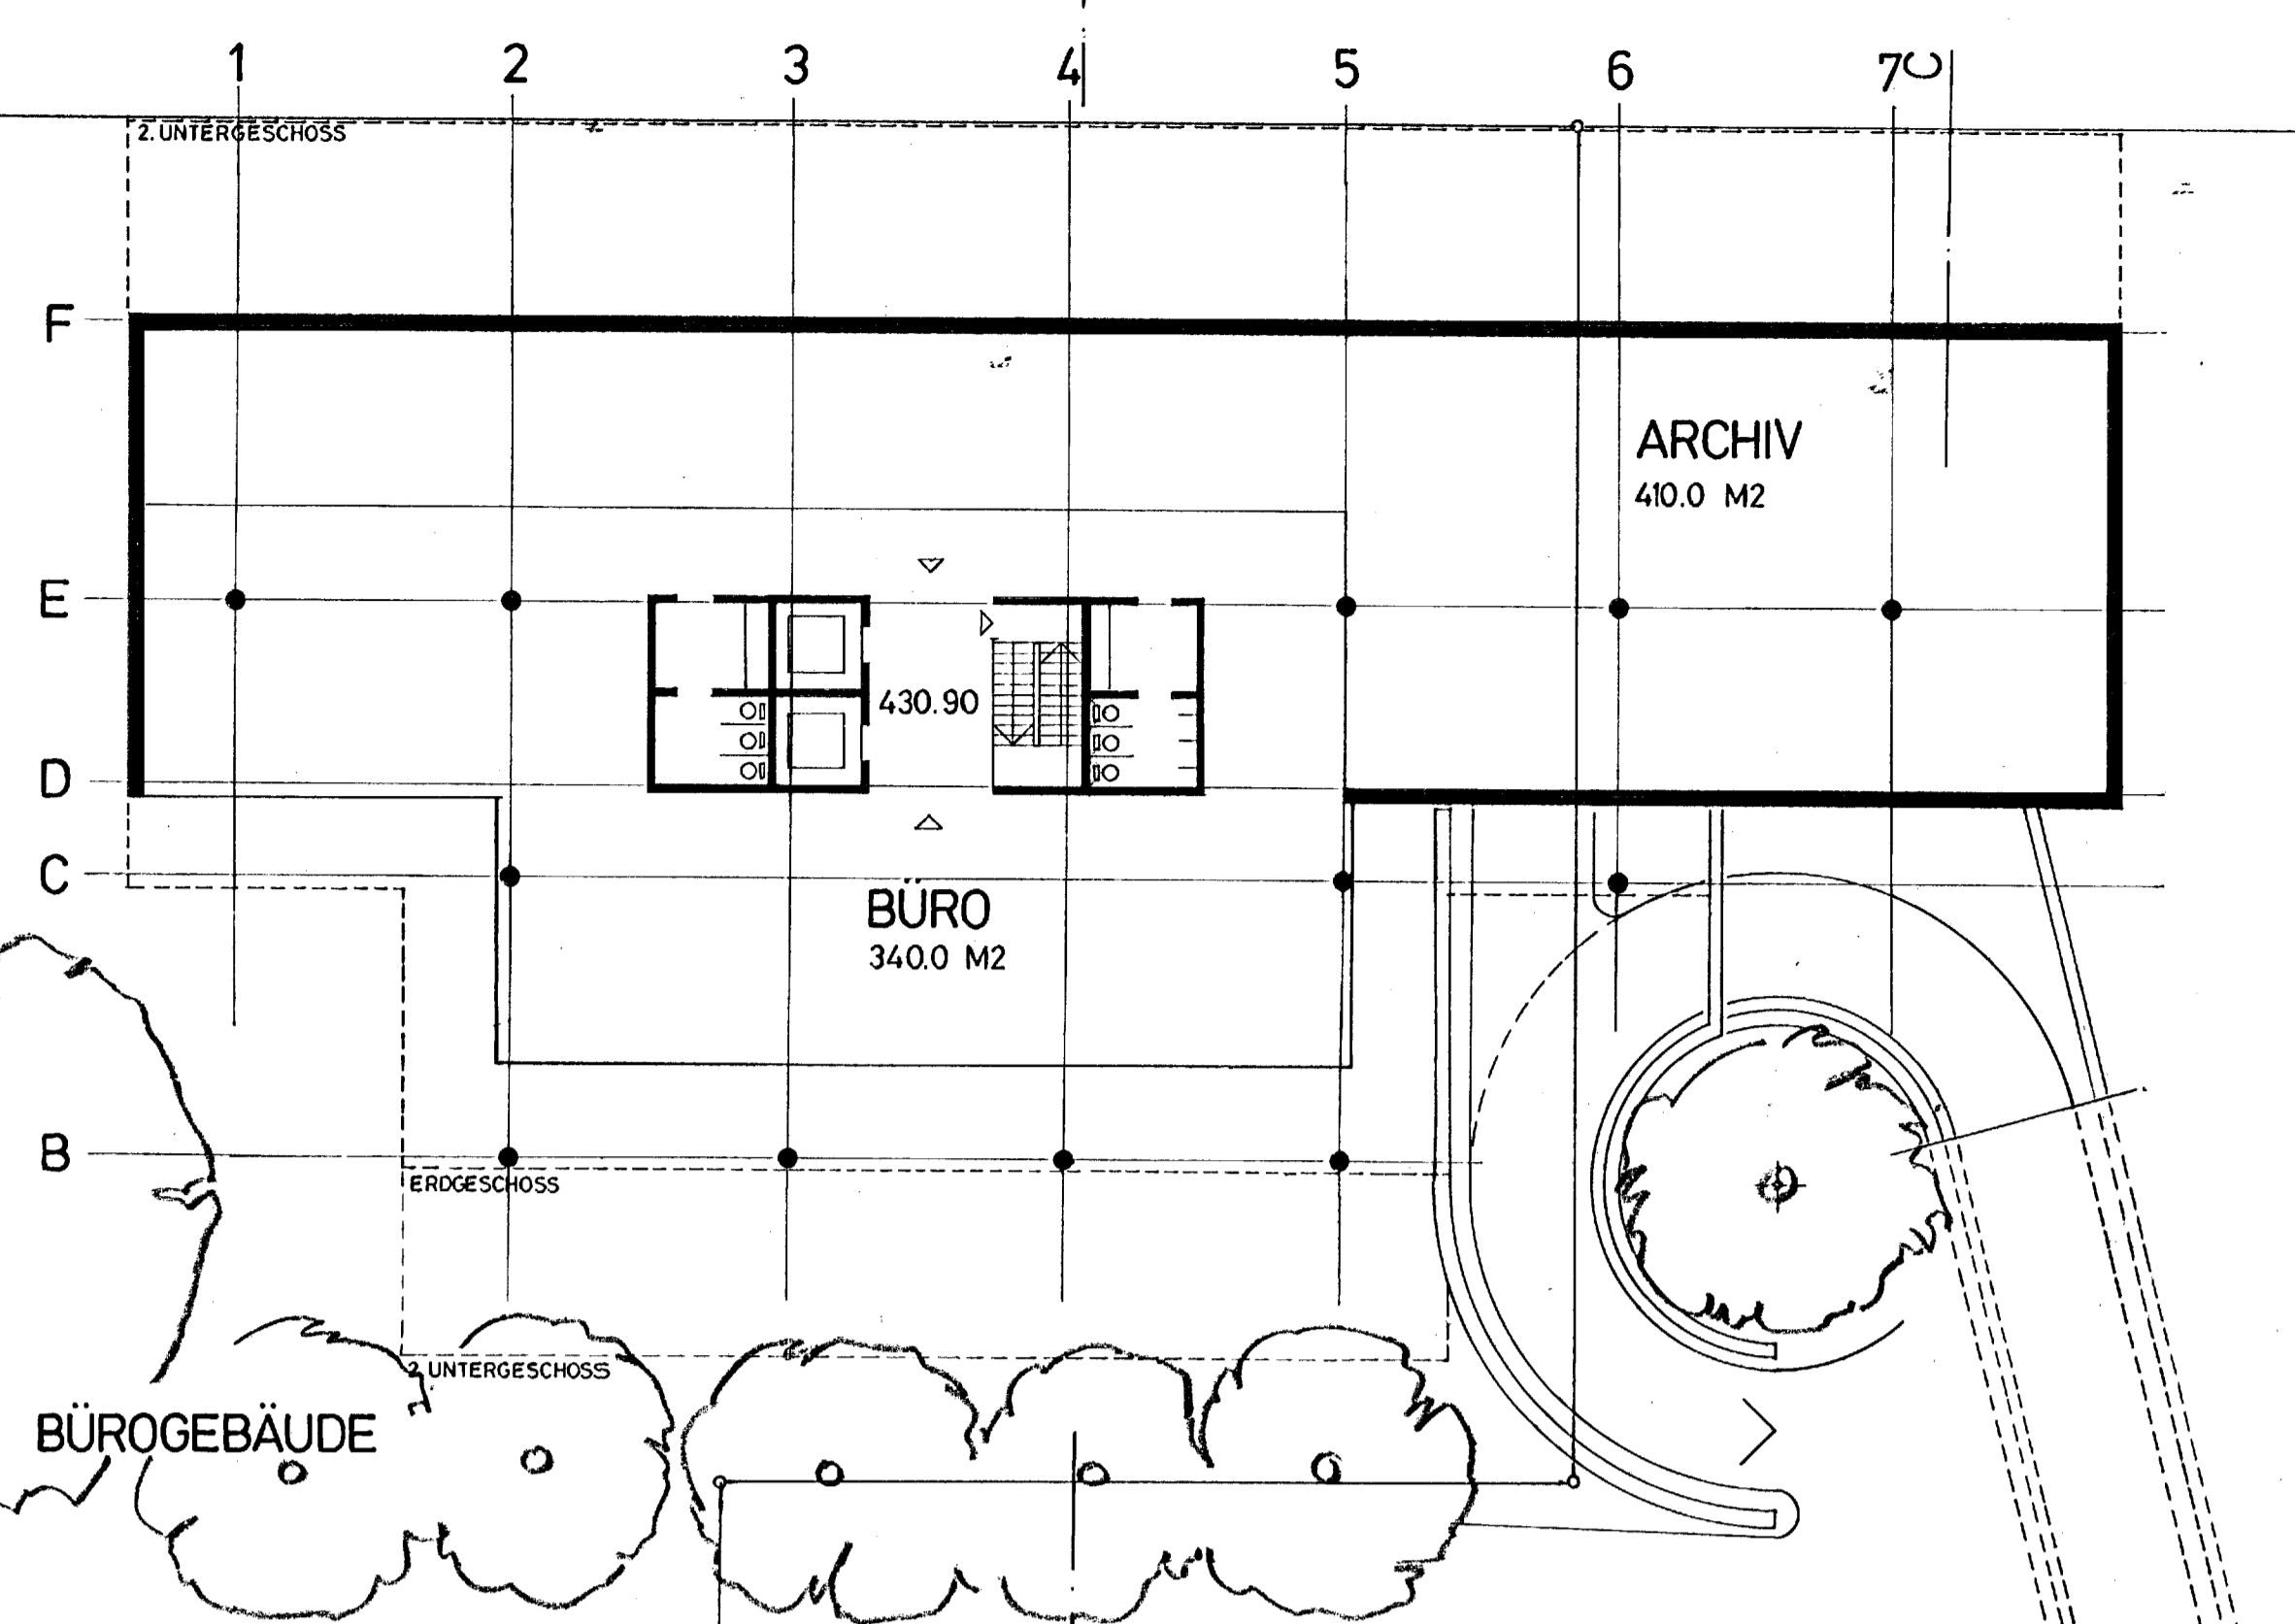 1 2 3 4 5 6 7C
2. UNTERGESCHOSS
F
ARCHIV
410.0 M2
E
430.90
D
C
BÜRO
340.0 M2
B
ERDGESCHOSS
2. UNTERGESCHOSS
BÜROGEBÄUDE